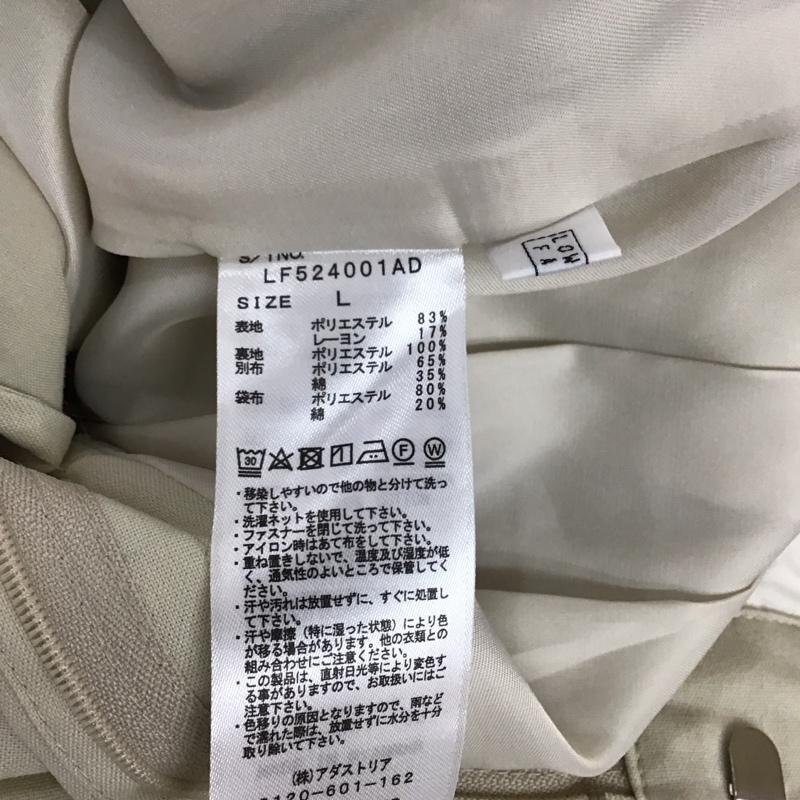 S/T NO.
LF524001AD
SIZE L
表地 ポリエステル 83%
レーヨン 17%
裏地 ポリエステル 100%
別布 ポリエステル 65%
綿 35%
袋布 ポリエステル 80%
綿 20%
30
F W
・移染しやすいので他の物と分けて洗っ
て下さい。
・洗濯ネットを使用して下さい。
・ファスナーを閉じて洗って下さい。
・アイロン時はあて布をして下さい。
・重ね置きしないで、温度及び湿度が低
く、通気性のよいところで保管してく
ださい。
・汗や汚れは放置せずに、すぐに処置し
て下さい。
・汗や摩擦（特に湿った状態）により色
が移る場合があります。他の衣類との
組み合わせにご注意ください。
・この製品は、直射日光等により変色す
る事がありますので、お取扱いにはご
注意下さい。
・色移りの原因となりますので、雨など
で濡れた際は、放置せずに水分を十分
取り除いて下さい。
(株)アダストリア
0120-601-162